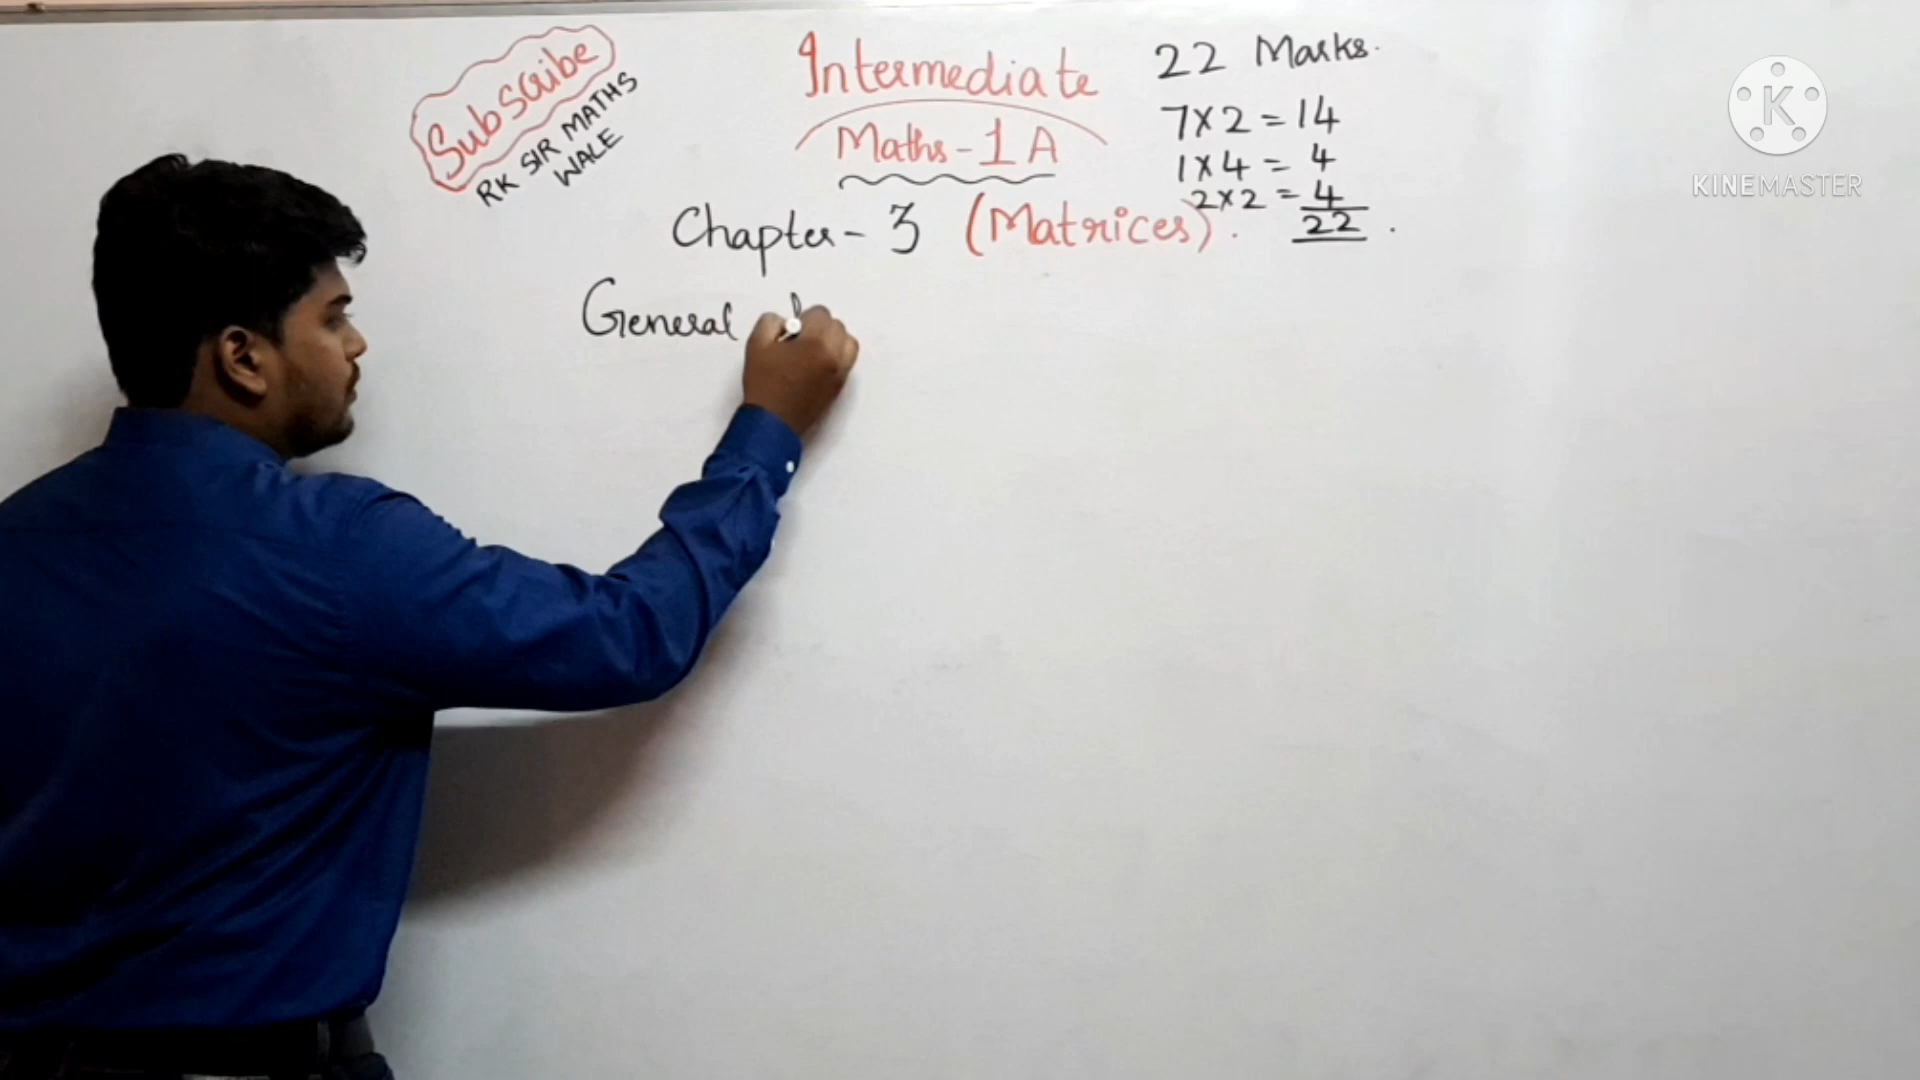 Subscribe
RK SIR MATHS
WALE
Intermediate
Maths-1A
22 Marks.
7x2=14
1x4= 4
2x2=4
22.
Chapter-3 (Matrices).
General
KINEMASTER